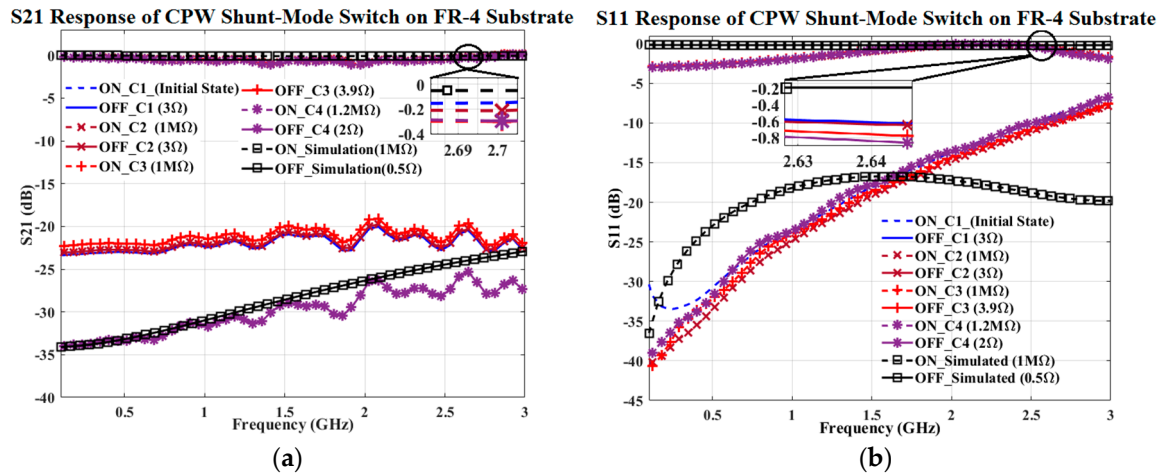 S21 Response of CPW Shunt-Mode Switch on FR-4 Substrate
0
-5
-10
-15
-20
-25
-30
-35
-40
S21 (dB)
ON_C1_(Initial State)
OFF_C1 (3Ω)
ON_C2 (1MΩ)
OFF_C2 (3Ω)
ON_C3 (1MΩ)
OFF_C3 (3.9Ω)
ON_C4 (1.2MΩ)
OFF_C4 (2Ω)
ON_Simulation(1MΩ)
OFF_Simulation(0.5Ω)
0
-0.2
-0.4
2.69
2.7
0.5
1
1.5
2
2.5
3
Frequency (GHz)
(a)
S11 Response of CPW Shunt-Mode Switch on FR-4 Substrate
0
-5
-10
-15
-20
-25
-30
-35
-40
-45
S11 (dB)
-0.2
-0.4
-0.6
-0.8
2.63
2.64
ON_C1_(Initial State)
OFF_C1 (3Ω)
ON_C2 (1MΩ)
OFF_C2 (3Ω)
ON_C3 (1MΩ)
OFF_C3 (3.9Ω)
ON_C4 (1.2MΩ)
OFF_C4 (2Ω)
ON_Simulated (1MΩ)
OFF_Simulated (0.5Ω)
0.5
1
1.5
2
2.5
3
Frequency (GHz)
(b)